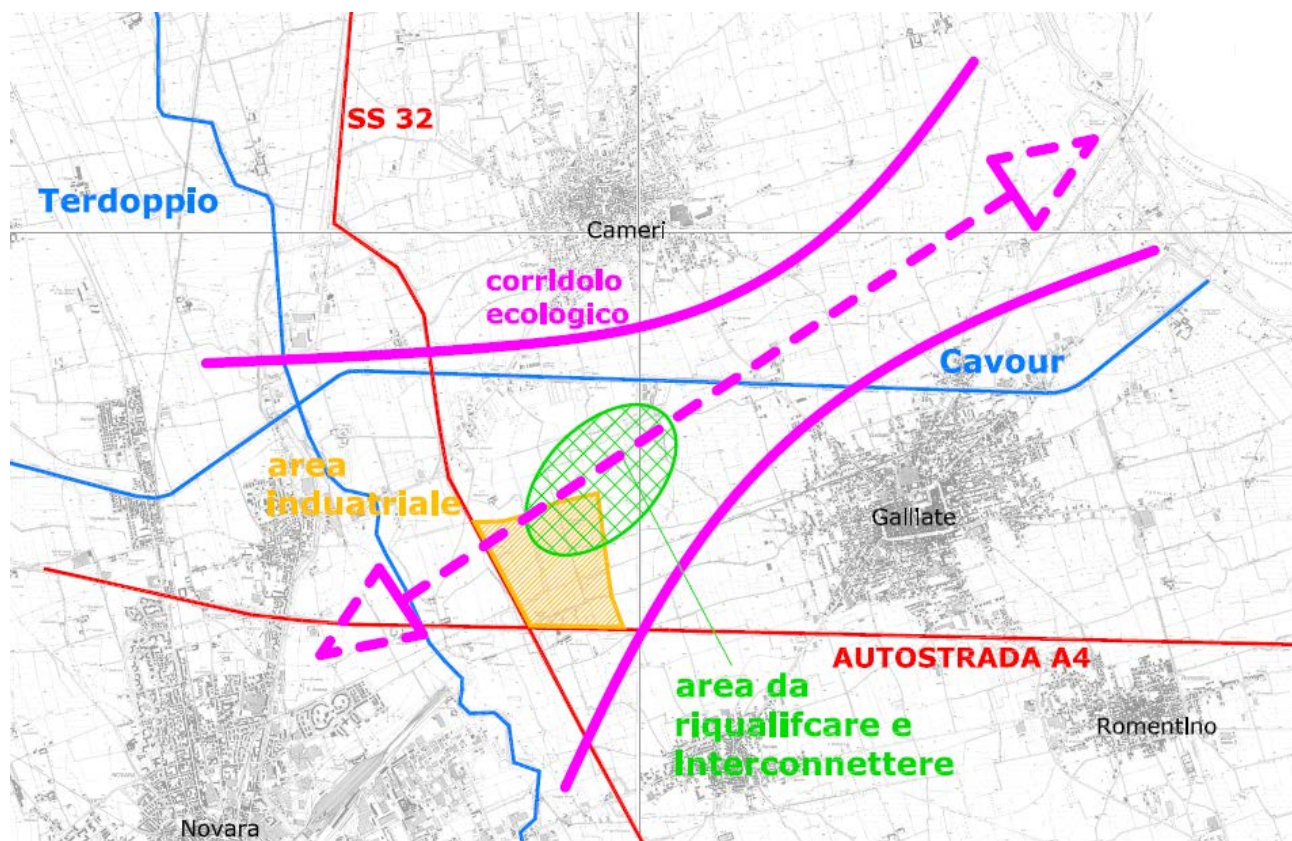 SS 32
Terdoppio
Cameri
corridoio
ecologico
Cavour
area
induatriale
Galliate
AUTOSTRADA A4
area da
riqualifcare e
Interconnettere
Romentino
Novara